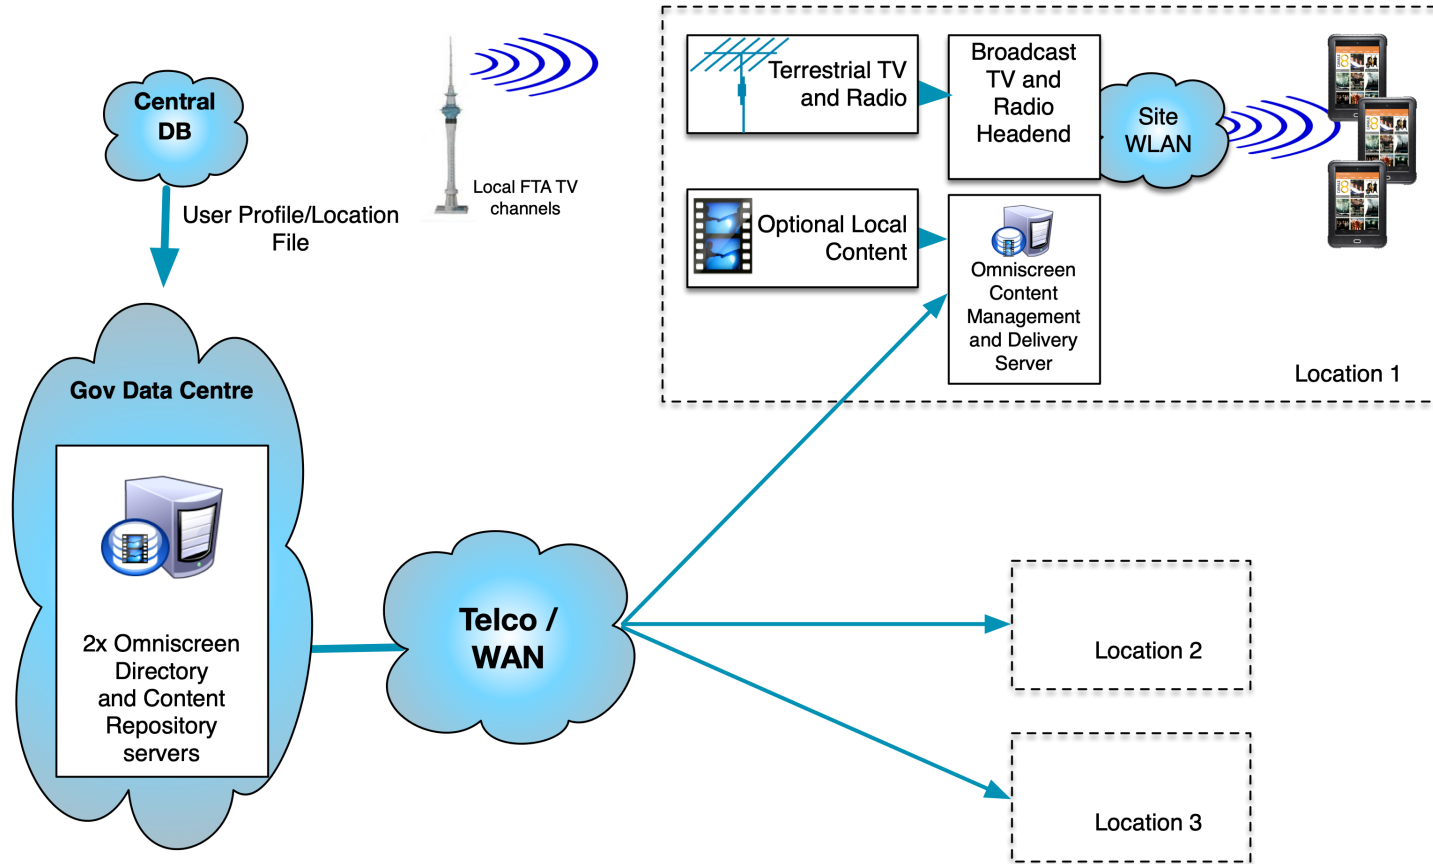 Central
DB
User Profile/Location
File
Local FTA TV
channels
Terrestrial TV
and Radio
Broadcast
TV and
Radio
Headend
Site
WLAN
Optional Local
Content
Omniscreen
Content
Management
and Delivery
Server
Location 1
Gov Data Centre
2x Omniscreen
Directory
and Content
Repository
servers
Telco /
WAN
Location 2
Location 3